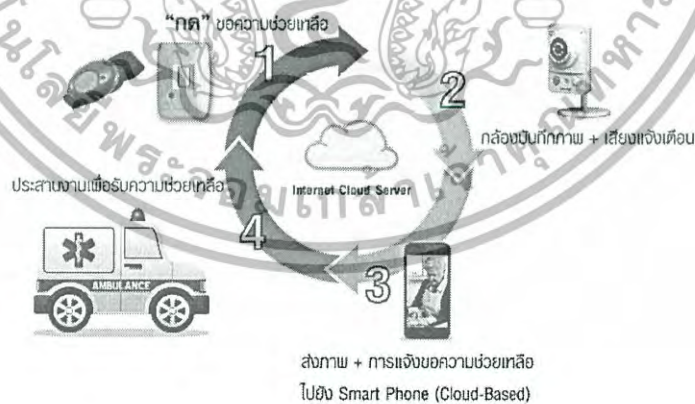 “กด” ขอความช่วยเหลือ
1
2
กล้องบันทึกภาพ + เสียงแจ้งเตือน
Internet Cloud Server
ประสานงานเพื่อรับความช่วยเหลือ
4
AMBULANCE
3
ส่งภาพ + การแจ้งขอความช่วยเหลือ
ไปยัง Smart Phone (Cloud-Based)